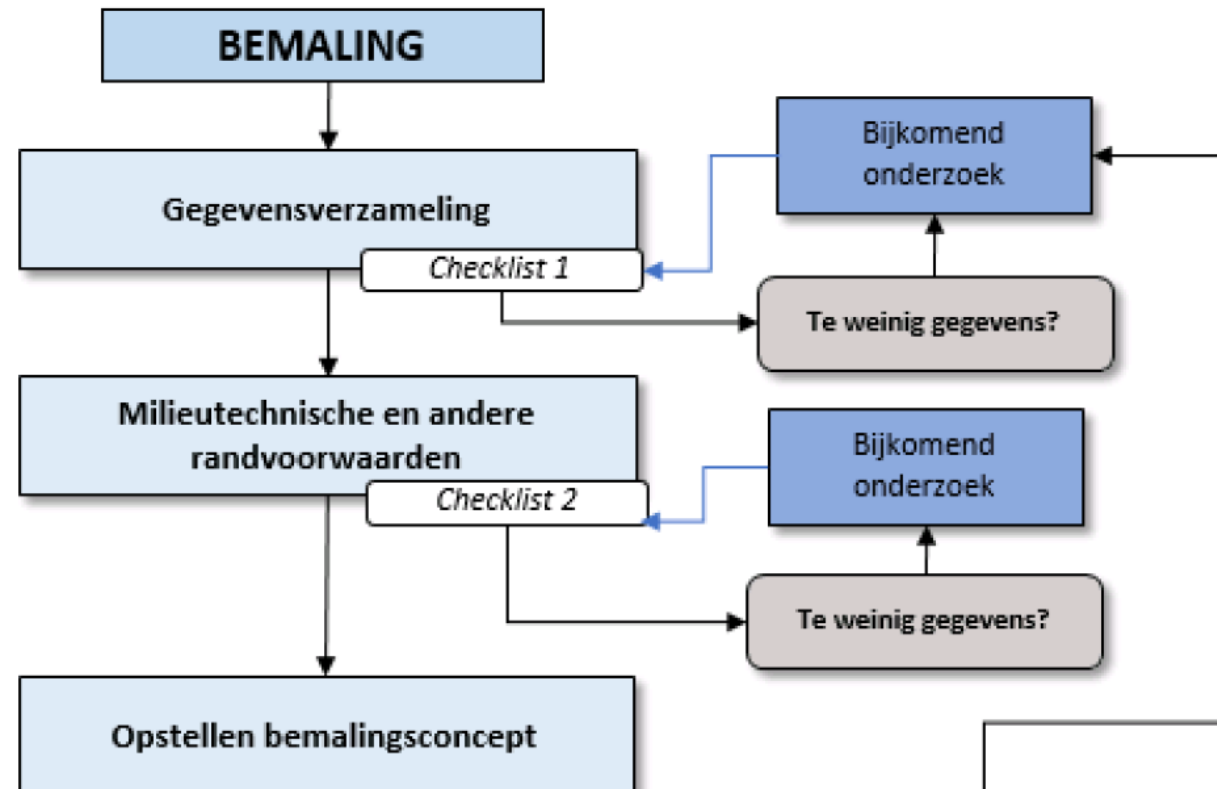 BEMALING
Gegevensverzameling
Checklist 1
Bijkomend
onderzoek
Te weinig gegevens?
Milieutechnische en andere
randvoorwaarden
Checklist 2
Bijkomend
onderzoek
Te weinig gegevens?
Opstellen bemalingsconcept